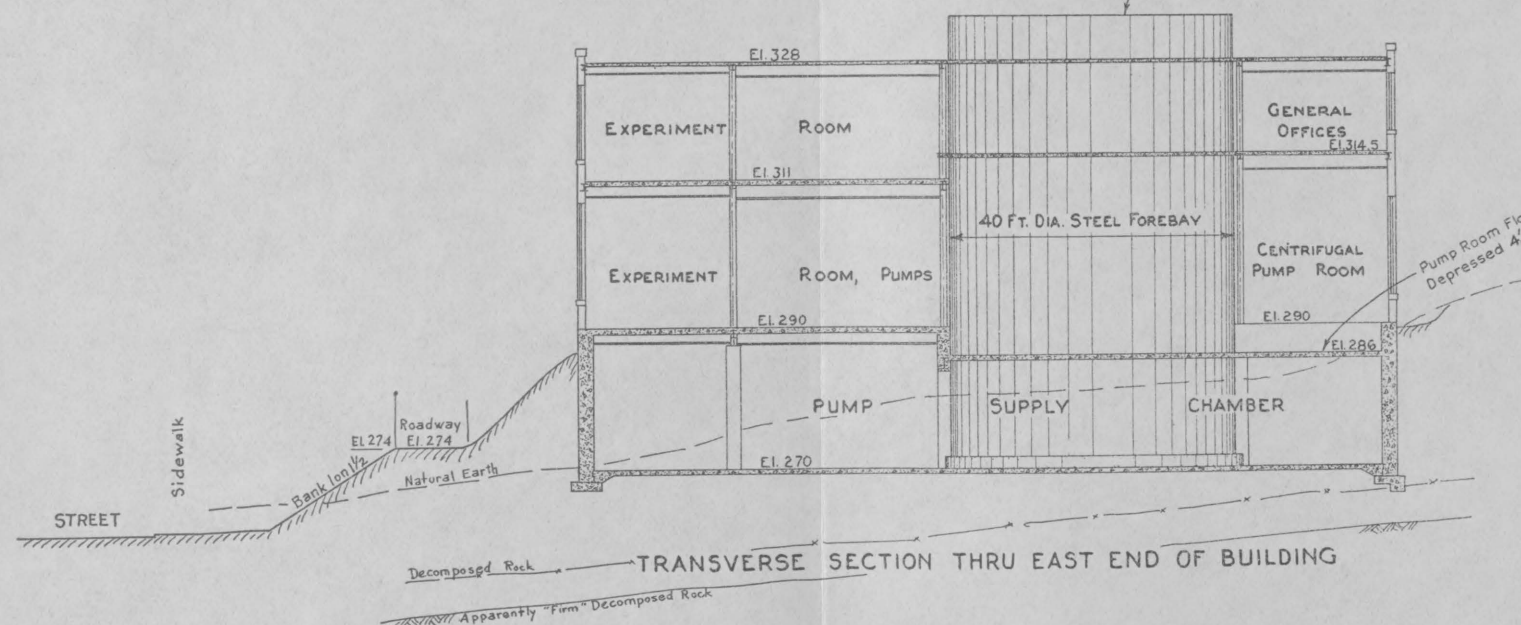 El. 328
EXPERIMENT ROOM
GENERAL
OFFICES
El. 314.5
El. 311
40 FT. DIA. STEEL FOREBAY
EXPERIMENT ROOM, PUMPS
CENTRIFUGAL
PUMP ROOM
Pump Room
Depressed
El. 290
El. 290
El. 286
PUMP SUPPLY CHAMBER
Roadway
El. 274 El. 274
Sidewalk
Bank 1 on 1½
Natural Earth
El. 270
STREET
Decomposed Rock
TRANSVERSE SECTION THRU EAST END OF BUILDING
Apparently "Firm" Decomposed Rock